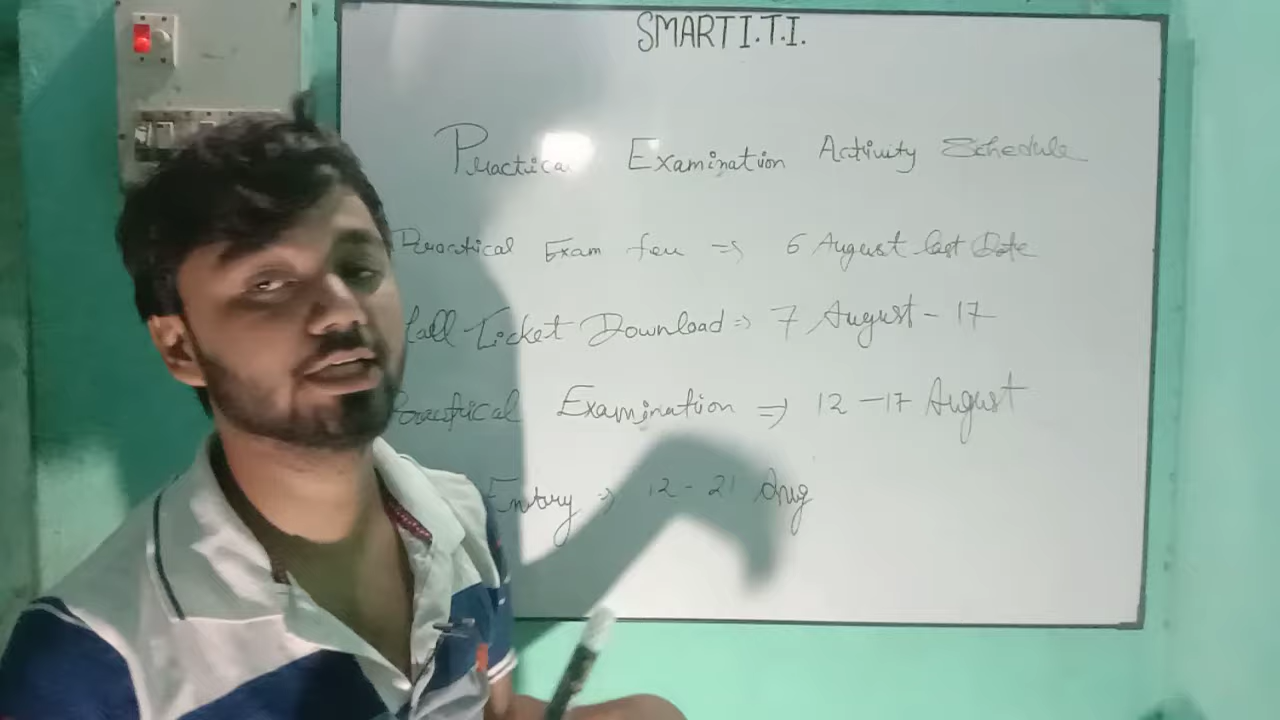 SMART I.T.I.
Practical Examination Activity Schedule
Practical Exam fee => 6 August last Date
Hall Ticket Download => 7 August - 17
Practical Examination => 12 - 17 August
Entry => 12 - 21 Aug